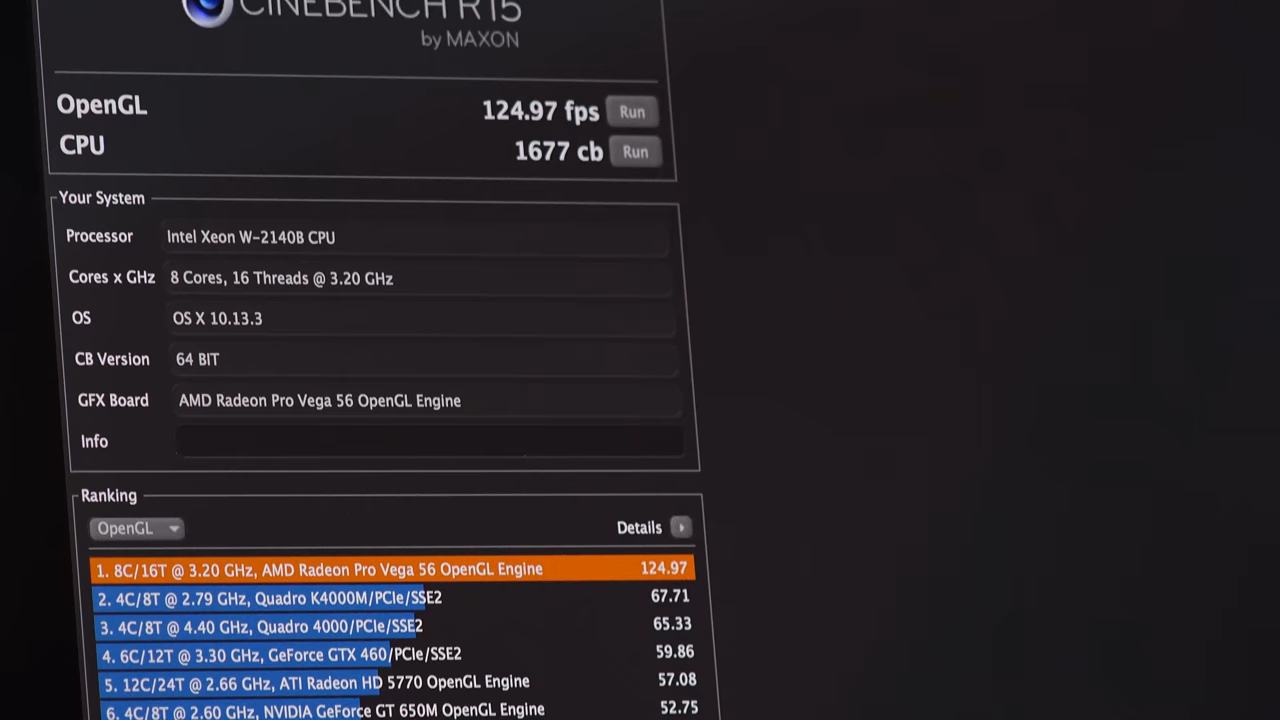 CINEBENCH R15
by MAXON
OpenGL 124.97 fps Run
CPU 1677 cb Run
Your System
Processor Intel Xeon W-2140B CPU
Cores x GHz 8 Cores, 16 Threads @ 3.20 GHz
OS OS X 10.13.3
CB Version 64 BIT
GFX Board AMD Radeon Pro Vega 56 OpenGL Engine
Info
Ranking
OpenGL Details
1. 8C/16T @ 3.20 GHz, AMD Radeon Pro Vega 56 OpenGL Engine 124.97
2. 4C/8T @ 2.79 GHz, Quadro K4000M/PCIe/SSE2 67.71
3. 4C/8T @ 4.40 GHz, Quadro 4000/PCIe/SSE2 65.33
4. 6C/12T @ 3.30 GHz, GeForce GTX 460/PCIe/SSE2 59.86
5. 12C/24T @ 2.66 GHz, ATI Radeon HD 5770 OpenGL Engine 57.08
6. 4C/8T @ 2.60 GHz, NVIDIA GeForce GT 650M OpenGL Engine 52.75